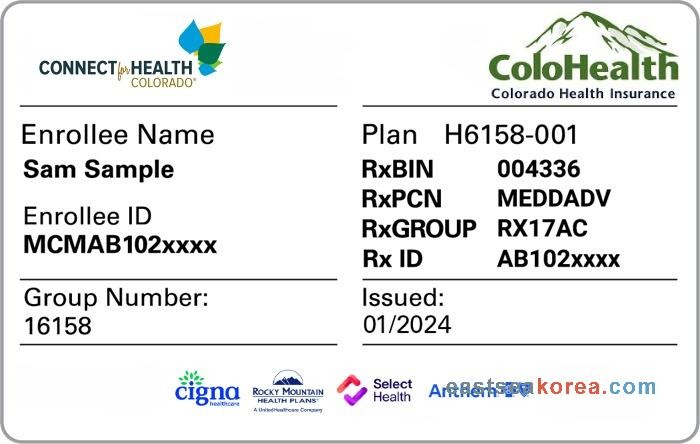 CONNECT for HEALTH
COLORADO®
ColoHealth
Colorado Health Insurance
Enrollee Name
Sam Sample
Enrollee ID
MCMAB102xxxx
Plan H6158-001
RxBIN 004336
RxPCN MEDDADV
RxGROUP RX17AC
Rx ID AB102xxxx
Group Number:
16158
Issued:
01/2024
cigna
healthcare
ROCKY MOUNTAIN
HEALTH PLANS®
A UnitedHealthcare Company
Select
Health
Anthem
eastseakorea.com